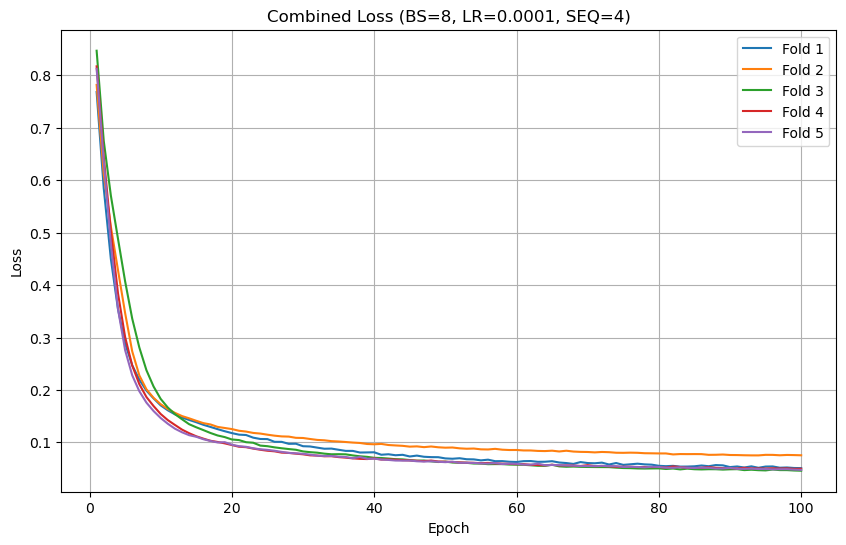 Combined Loss (BS=8, LR=0.0001, SEQ=4)
Fold 1
Fold 2
Fold 3
Fold 4
Fold 5
0.8
0.7
0.6
0.5
0.4
0.3
0.2
0.1
Loss
0 20 40 60 80 100
Epoch